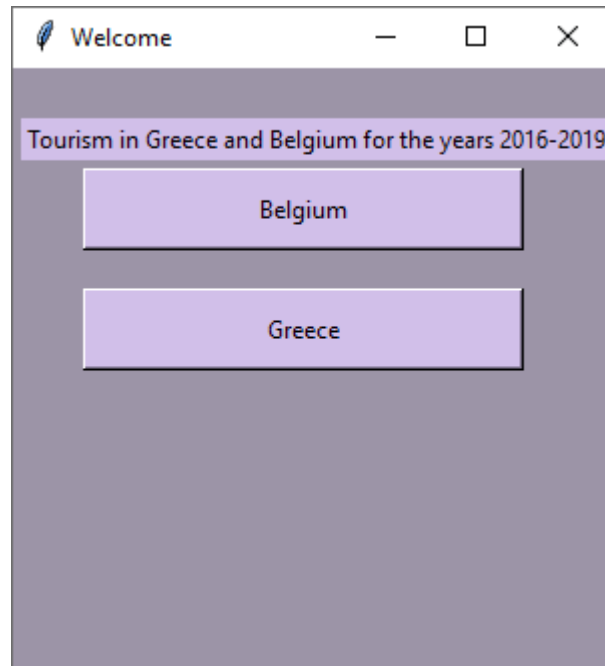 Welcome
Tourism in Greece and Belgium for the years 2016-2019
Belgium
Greece